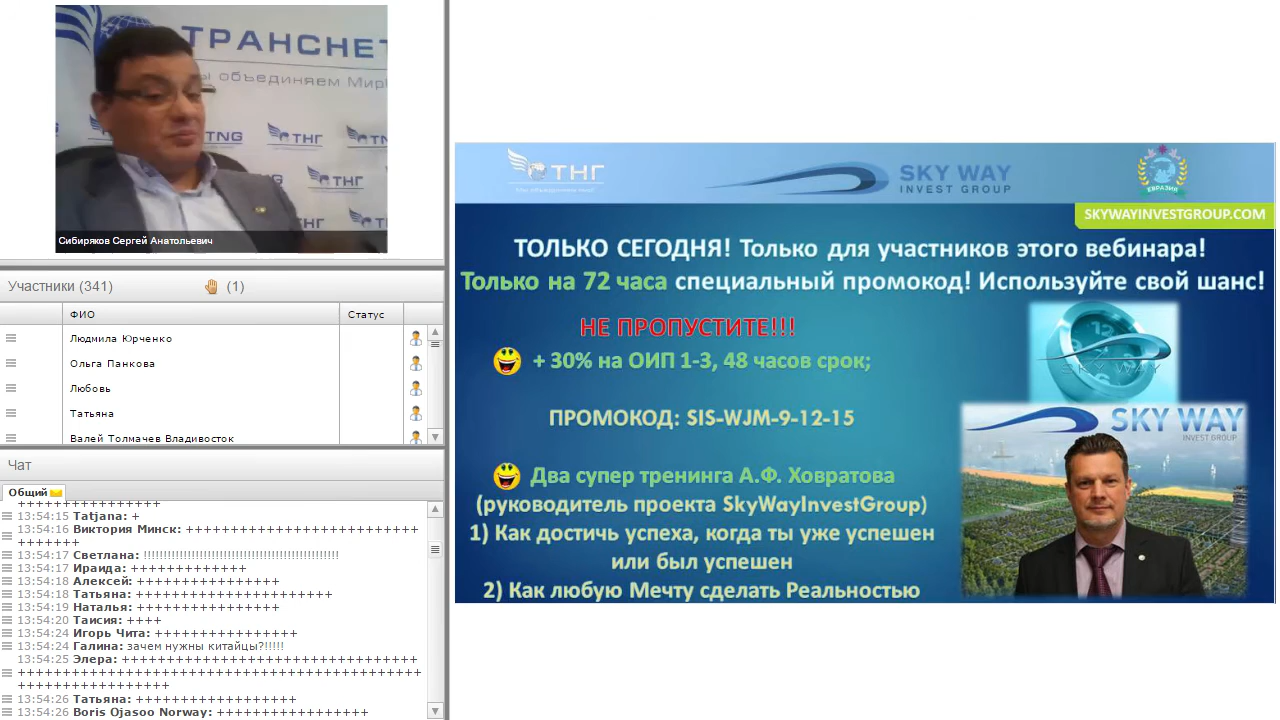 ТРАНСНЕТ
ы объединяем Мир
ТНГ
TNG
ТНГ
ТНГ
ТНГ
Сибиряков Сергей Анатольевич
Участники (341)
(1)
ФИО
Статус
Людмила Юрченко
Ольга Панкова
Любовь
Татьяна
Валей Толмачев Владивосток
Чат
Общий
++++++++++++++++
13:54:15 Tatjana: +
13:54:16 Виктория Минск: ++++++++++++++++++++++++++
+++++++
13:54:17 Светлана: !!!!!!!!!!!!!!!!!!!!!!!!!!!!!!!!!!!!!!!!!!!!!!!!!
13:54:17 Ираида: +++++++++++++
13:54:18 Алексей: ++++++++++++++++
13:54:18 Татьяна: ++++++++++++++++++++++
13:54:19 Наталья: ++++++++++++++++
13:54:20 Таисия: ++++
13:54:24 Игорь Чита: ++++++++++++++++
13:54:24 Галина: зачем нужны китайцы?!!!!!
13:54:25 Элера: +++++++++++++++++++++++++++++++++
+++++++++++++++++++++++++++++++++++++++++++++
+++++++++++++++++
13:54:26 Татьяна: ++++++++++++++++++
13:54:26 Boris Ojasoo Norway: +++++++++++++++++
ТНГ
Мы объединяем мир!
SKY WAY
INVEST GROUP
ЕВРАЗИЯ
SKYWAYINVESTGROUP.COM
ТОЛЬКО СЕГОДНЯ! Только для участников этого вебинара!
Только на 72 часа специальный промокод! Используйте свой шанс!
НЕ ПРОПУСТИТЕ!!!
+ 30% на ОИП 1-3, 48 часов срок;
ПРОМОКОД: SIS-WJM-9-12-15
Два супер тренинга А.Ф. Ховратова
(руководитель проекта SkyWayInvestGroup)
1) Как достичь успеха, когда ты уже успешен
или был успешен
2) Как любую Мечту сделать Реальностью
SKY WAY
SKY WAY
INVEST GROUP